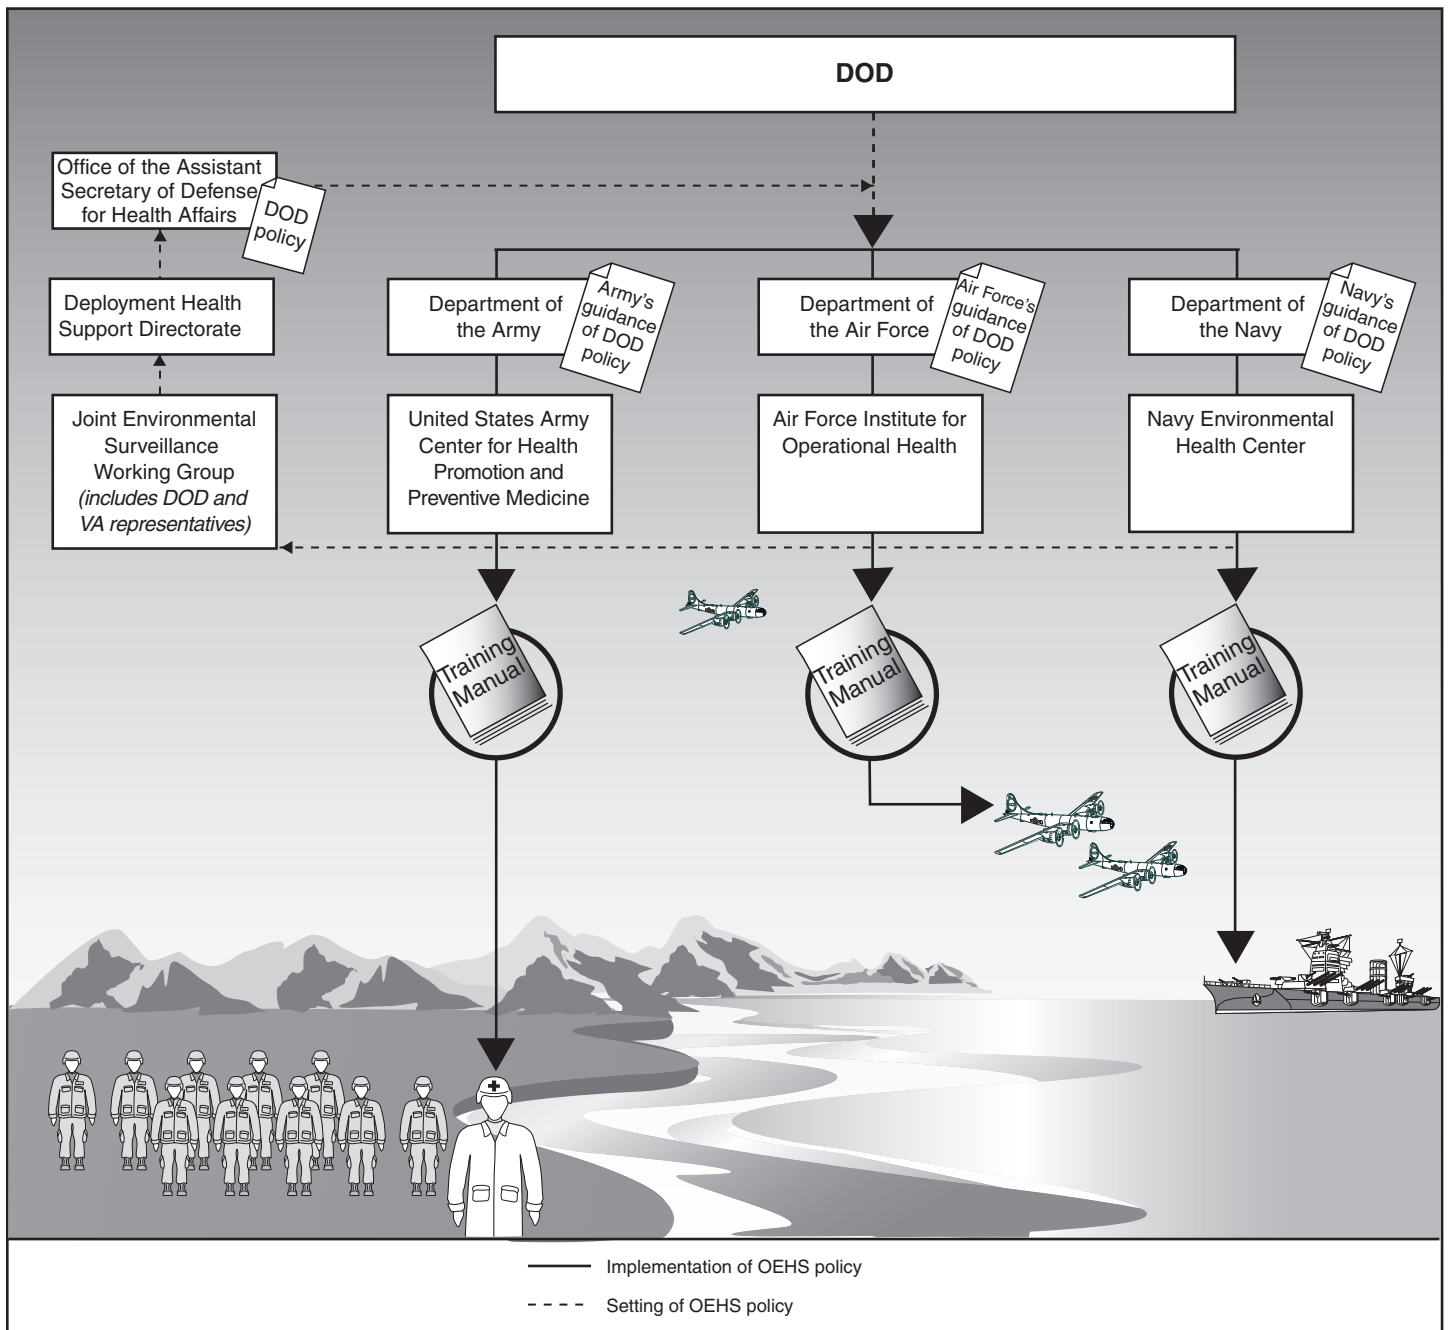 DOD
Office of the Assistant
Secretary of Defense
for Health Affairs
DOD
policy
Deployment Health
Support Directorate
Joint Environmental
Surveillance
Working Group
(includes DOD and
VA representatives)
Department of
the Army
Army's
guidance
of DOD
policy
Department of
the Air Force
Air Force's
guidance
of DOD
policy
Department of
the Navy
Navy's
guidance
of DOD
policy
United States Army
Center for Health
Promotion and
Preventive Medicine
Air Force Institute for
Operational Health
Navy Environmental
Health Center
Training
Manual
Training
Manual
Training
Manual
Implementation of OEHS policy
Setting of OEHS policy